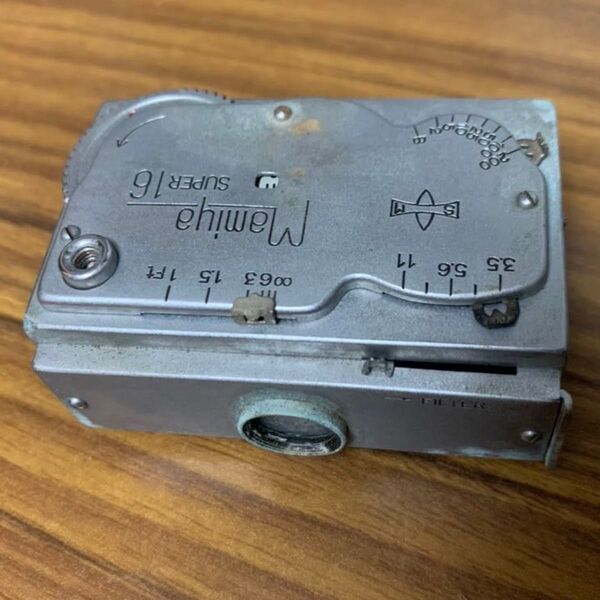 Mamiya
SUPER 16
B
S M
11 5.6 3.5
∞ 6 3 1.5 1Ft
FILTER